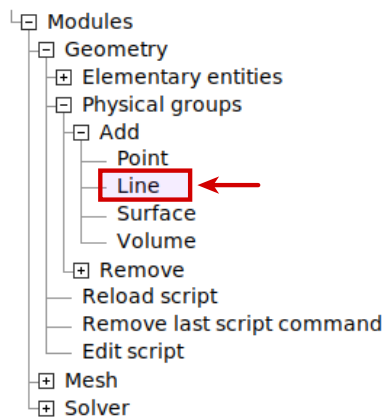 Modules
Geometry
Elementary entities
Physical groups
Add
Point
Line
Surface
Volume
Remove
Reload script
Remove last script command
Edit script
Mesh
Solver